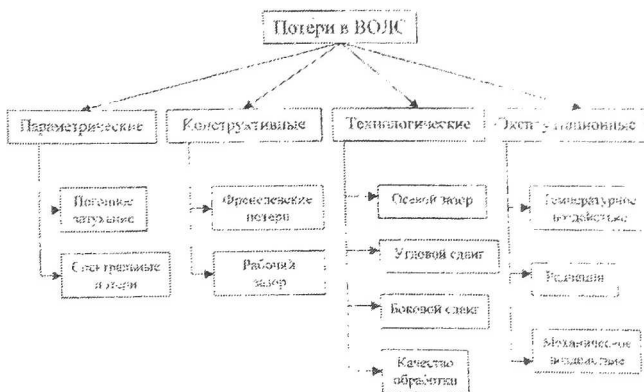 Потери в ВОЛС
Параметрические
Конструктивные
Технологические
Эксплуатационные
Погонное
затухание
Спектральные
потери
Френелевские
потери
Рабочий
зазор
Осевой зазор
Угловой сдвиг
Боковой сдвиг
Качество
обработки
Температурное
воздействие
Радиация
Механическое
воздействие